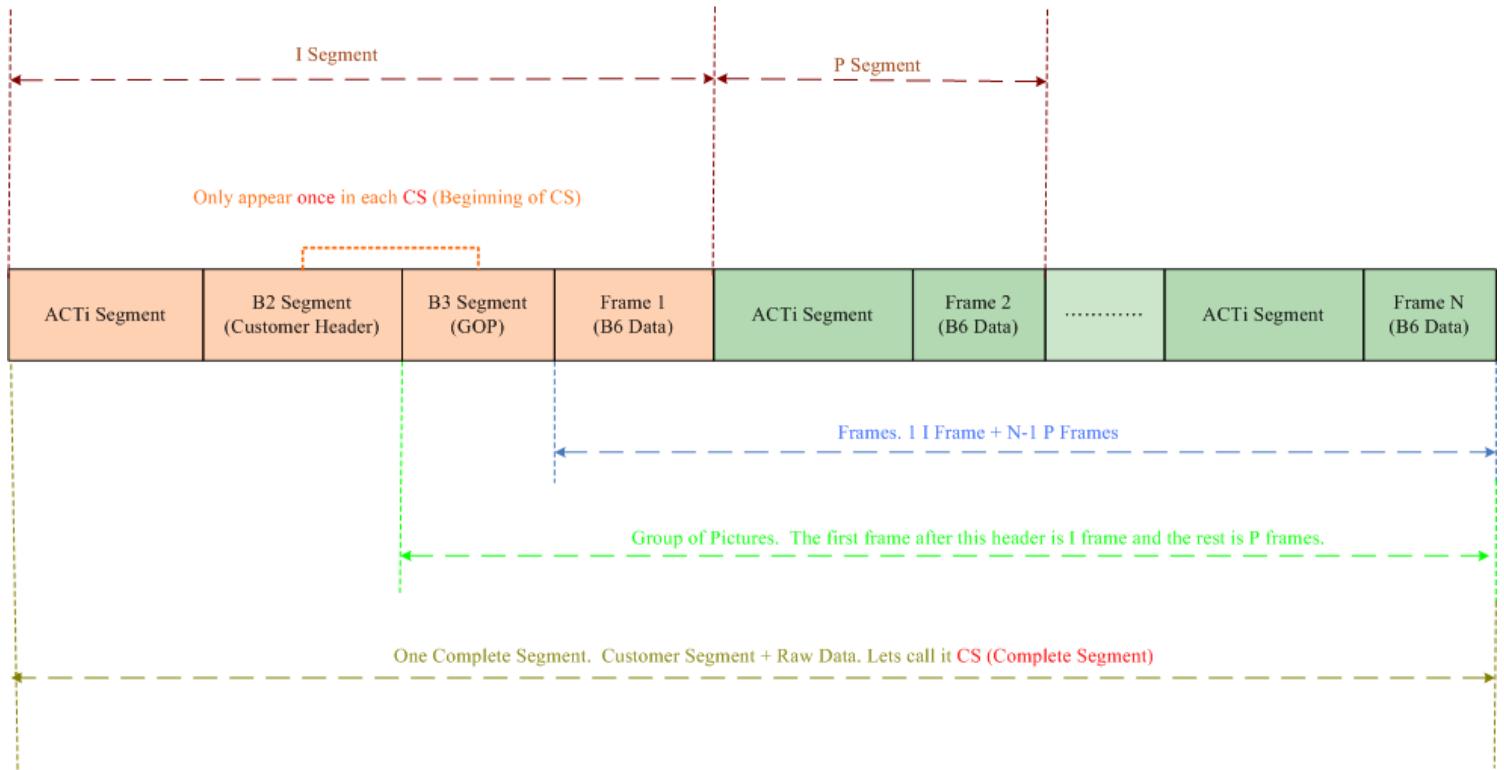 I Segment
P Segment
Only appear once in each CS (Beginning of CS)
ACTi Segment
B2 Segment
(Customer Header)
B3 Segment
(GOP)
Frame 1
(B6 Data)
ACTi Segment
Frame 2
(B6 Data)
…………
ACTi Segment
Frame N
(B6 Data)
Frames. 1 I Frame + N-1 P Frames
Group of Pictures.  The first frame after this header is I frame and the rest is P frames.
One Complete Segment.  Customer Segment + Raw Data. Lets call it CS (Complete Segment)